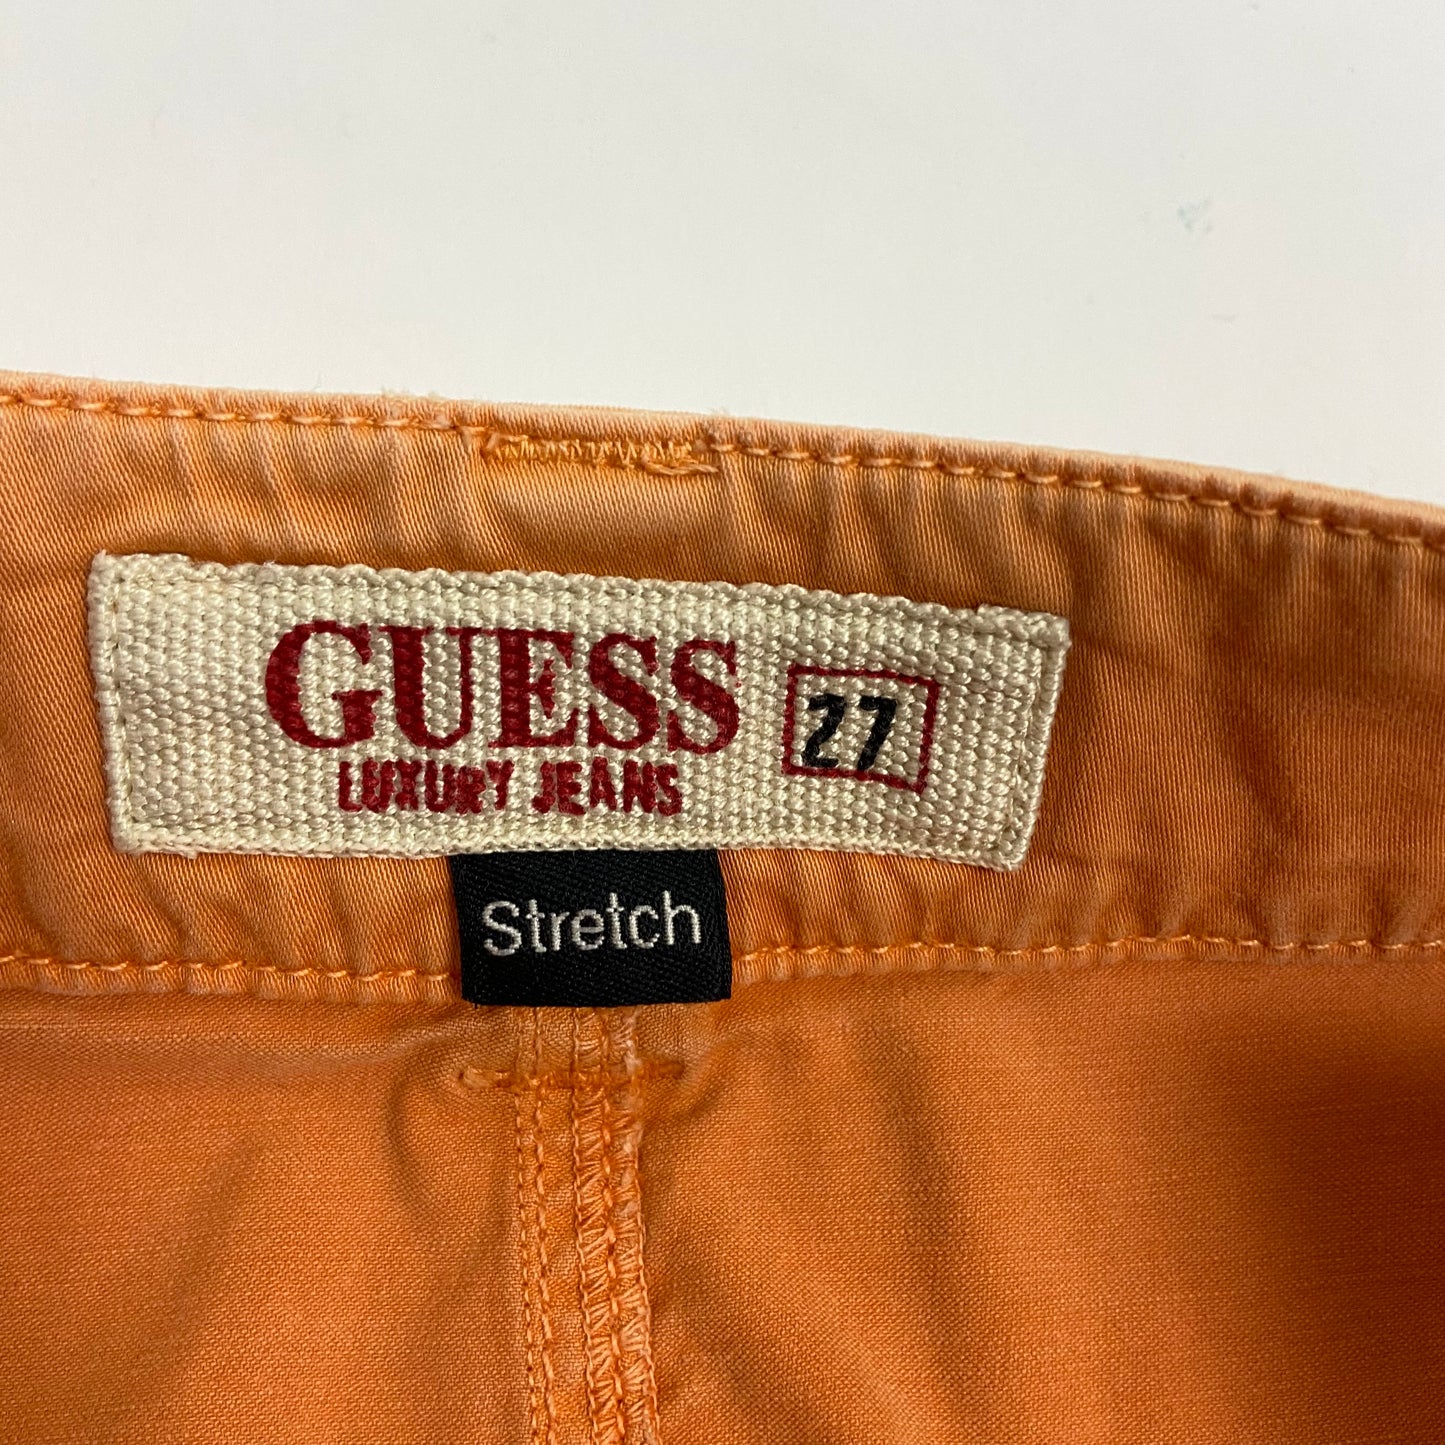 GUESS 27
LUXURY JEANS
Stretch